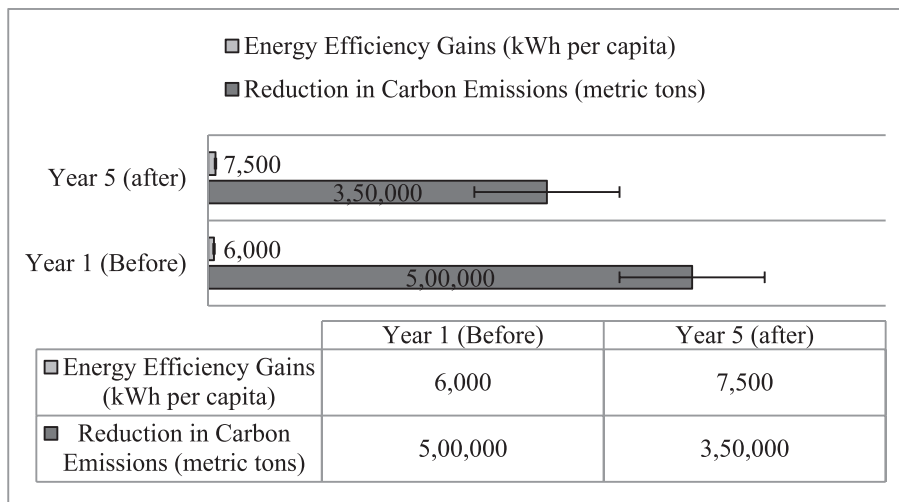 Energy Efficiency Gains (kWh per capita)
Reduction in Carbon Emissions (metric tons)
Year 5 (after)
7,500
3,50,000
Year 1 (Before)
6,000
5,00,000
Year 1 (Before) Year 5 (after)
Energy Efficiency Gains
(kWh per capita)
6,000 7,500
Reduction in Carbon
Emissions (metric tons)
5,00,000 3,50,000